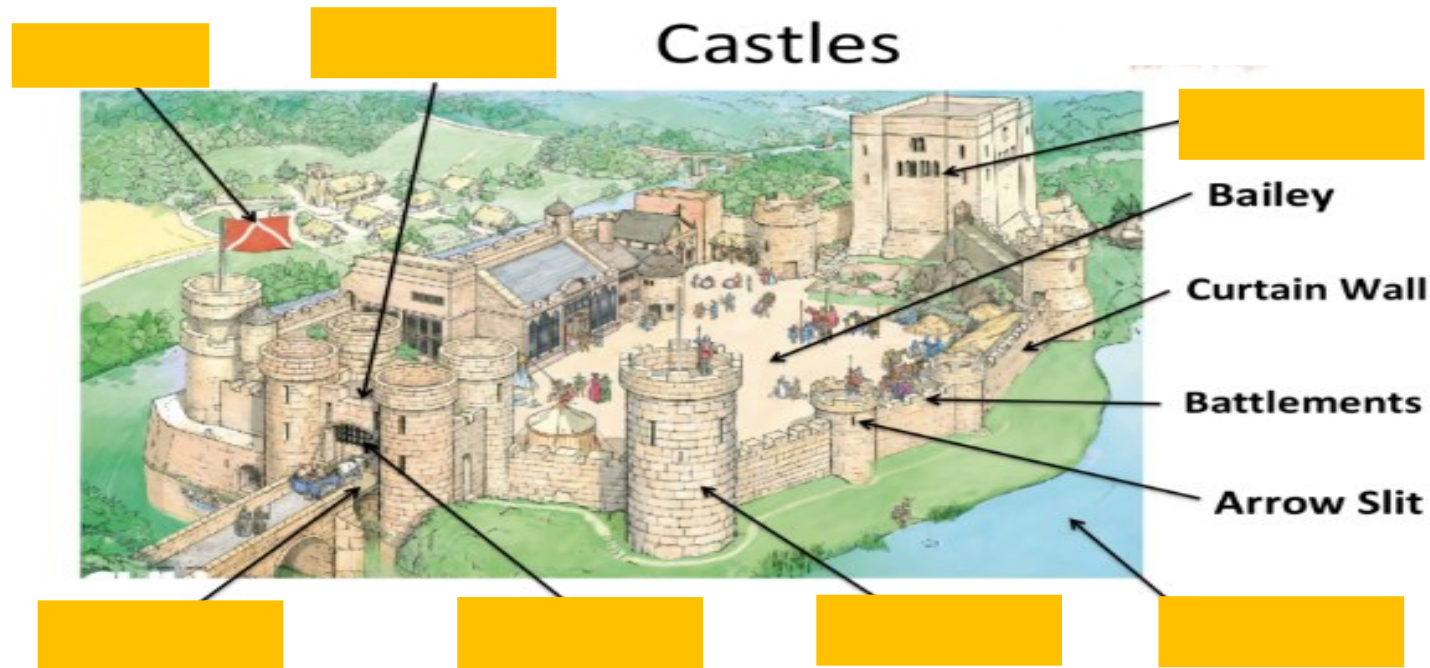 Castles
Bailey
Curtain Wall
Battlements
Arrow Slit